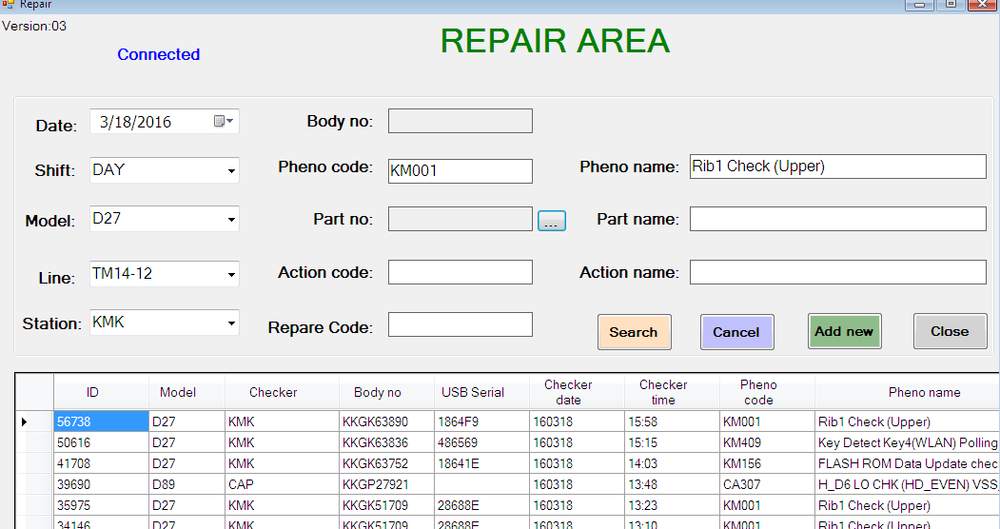 Repair
Version:03
Connected
REPAIR AREA
Date: 3/18/2016 Body no:
Shift: DAY Pheno code: KM001 Pheno name: Rib1 Check (Upper)
Model: D27 Part no: ... Part name:
Line: TM14-12 Action code: Action name:
Station: KMK Repare Code: Search Cancel Add new Close
ID Model Checker Body no USB Serial Checker date Checker time Pheno code Pheno name
56738 D27 KMK KKGK63890 1864F9 160318 15:58 KM001 Rib1 Check (Upper)
50616 D27 KMK KKGK63836 486569 160318 15:15 KM409 Key Detect Key4(WLAN) Polling
41708 D27 KMK KKGK63752 18641E 160318 14:03 KM156 FLASH ROM Data Update chec
39690 D89 CAP KKGP27921 160318 13:48 CA307 H_D6 LO CHK (HD_EVEN) VSS,
35975 D27 KMK KKGK51709 28688E 160318 13:23 KM001 Rib1 Check (Upper)
34146 D27 KMK KKGK51709 28688E 160318 13:10 KM001 Rib1 Check (Upper)